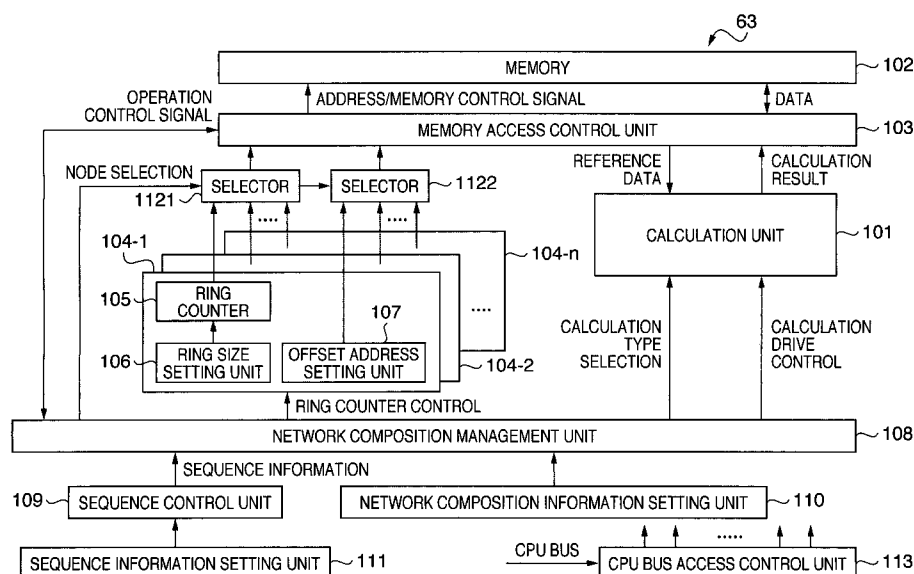 63
MEMORY
102
OPERATION
CONTROL SIGNAL
ADDRESS/MEMORY CONTROL SIGNAL
DATA
MEMORY ACCESS CONTROL UNIT
103
NODE SELECTION
REFERENCE
DATA
CALCULATION
RESULT
SELECTOR
1121
SELECTOR
1122
....
....
CALCULATION UNIT
101
104-1
104-n
105
RING
COUNTER
107
....
106
RING SIZE
SETTING UNIT
OFFSET ADDRESS
SETTING UNIT
104-2
CALCULATION
TYPE
SELECTION
CALCULATION
DRIVE
CONTROL
RING COUNTER CONTROL
NETWORK COMPOSITION MANAGEMENT UNIT
108
SEQUENCE INFORMATION
109
SEQUENCE CONTROL UNIT
NETWORK COMPOSITION INFORMATION SETTING UNIT
110
.....
SEQUENCE INFORMATION SETTING UNIT
111
CPU BUS
CPU BUS ACCESS CONTROL UNIT
113